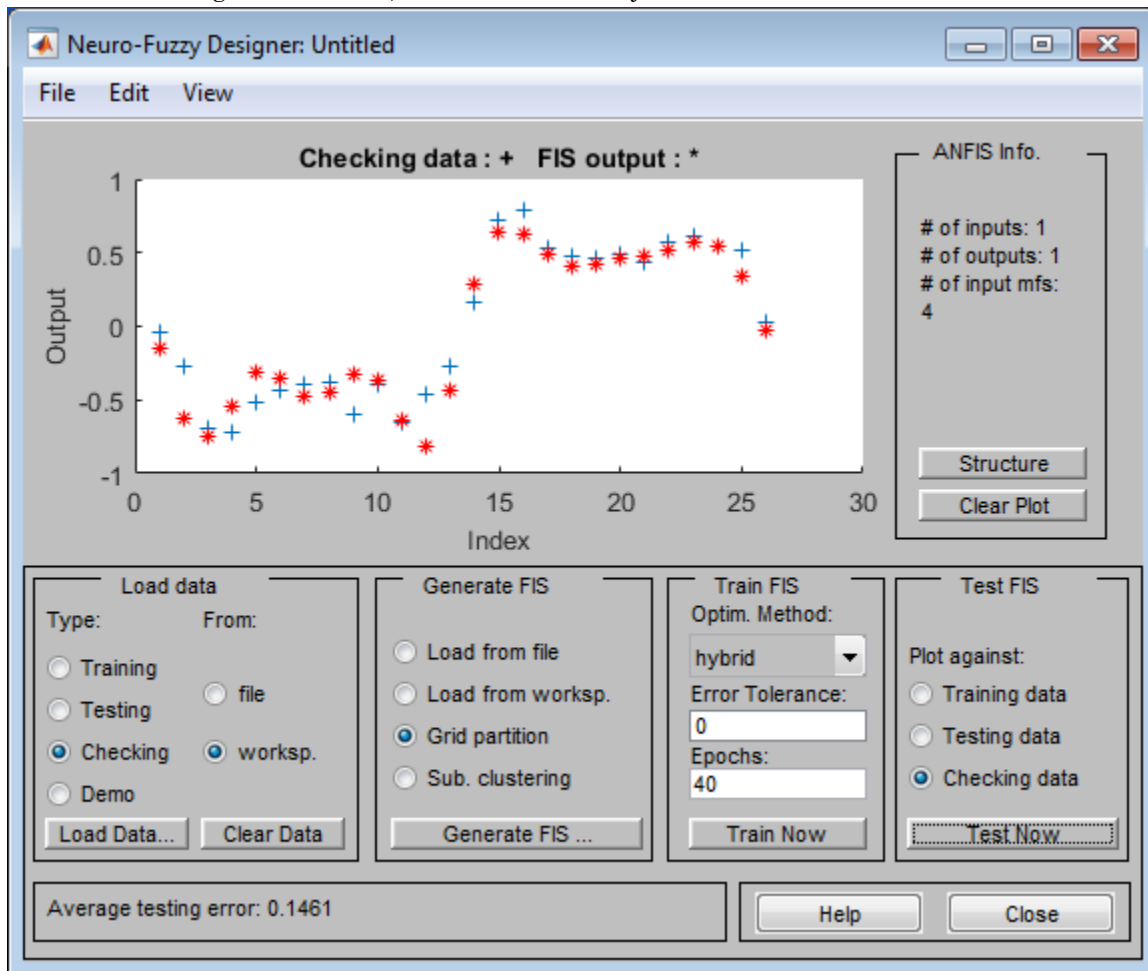 Neuro-Fuzzy Designer: Untitled
File Edit View
Checking data : + FIS output : *
1
0.5
0
-0.5
-1
Output
0 5 10 15 20 25 30
Index
ANFIS Info.
# of inputs: 1
# of outputs: 1
# of input mfs:
4
Structure
Clear Plot
Load data
Type: From:
Training
Testing
Checking
Demo
file
worksp.
Load Data... Clear Data
Generate FIS
Load from file
Load from worksp.
Grid partition
Sub. clustering
Generate FIS ...
Train FIS
Optim. Method:
hybrid
Error Tolerance:
0
Epochs:
40
Train Now
Test FIS
Plot against:
Training data
Testing data
Checking data
Test Now
Average testing error: 0.1461
Help Close